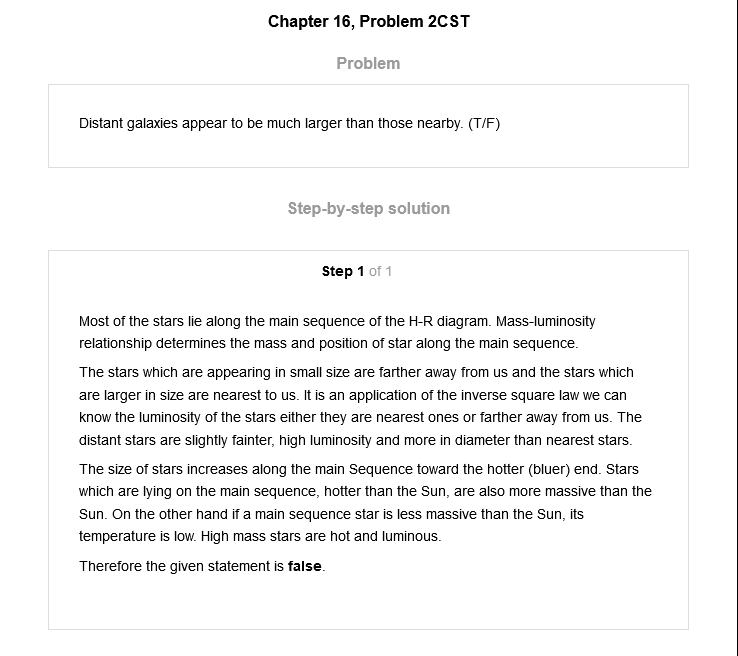 Chapter 16, Problem 2CST
Problem
Distant galaxies appear to be much larger than those nearby. (T/F)
Step-by-step solution
Step 1 of 1
Most of the stars lie along the main sequence of the H-R diagram. Mass-luminosity
relationship determines the mass and position of star along the main sequence.
The stars which are appearing in small size are farther away from us and the stars which
are larger in size are nearest to us. It is an application of the inverse square law we can
know the luminosity of the stars either they are nearest ones or farther away from us. The
distant stars are slightly fainter, high luminosity and more in diameter than nearest stars.
The size of stars increases along the main Sequence toward the hotter (bluer) end. Stars
which are lying on the main sequence, hotter than the Sun, are also more massive than the
Sun. On the other hand if a main sequence star is less massive than the Sun, its
temperature is low. High mass stars are hot and luminous.
Therefore the given statement is false.